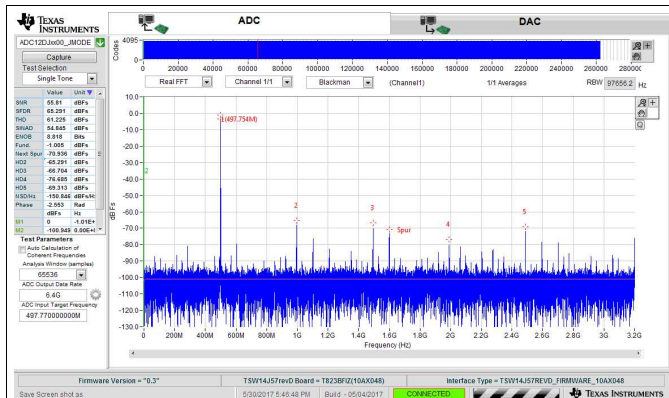 TEXAS INSTRUMENTS
ADC
DAC
ADC12DJxx00_JMODE
Capture
Test Selection
Single Tone
Value Unit
SNR 55.81 dBFs
SFDR 65.291 dBFs
THD 61.225 dBFs
SINAD 54.845 dBFs
ENOB 8.818 Bits
Fund. -1.005 dBFs
Next Spur -70.936 dBFs
HD2 -65.291 dBFs
HD3 -66.704 dBFs
HD4 -76.685 dBFs
HD5 -69.313 dBFs
NSD/Hz -150.846 dBFs/Hz
Phase -2.553 Rad
dBFs Hz
M1 0 -1.01E+
M2 -100.949 0.00E+
Test Parameters
Auto Calculation of
Coherent Frequencies
Analysis Window (samples)
65536
ADC Output Data Rate
6.4G
ADC Input Target Frequency
497.770000000M
Codes
4095
0
0 20000 40000 60000 80000 100000 120000 140000 160000 180000 200000 220000 240000 260000 280000
Real FFT
Channel 1/1
Blackman
(Channel1)
1/1 Averages
RBW 97656.2 Hz
dBFs
10.0
0.0
-10.0
-20.0
-30.0
-40.0
-50.0
-60.0
-70.0
-80.0
-90.0
-100.0
-110.0
-120.0
-130.0
(497.754M)
2
2
3
Spur
4
5
0 200M 400M 600M 800M 1G 1.2G 1.4G 1.6G 1.8G 2G 2.2G 2.4G 2.6G 2.8G 3G 3.2G
Frequency (Hz)
Firmware Version = "0.3"
TSW14J57revD Board = T823BFIZ(10AX048)
Interface Type = TSW14J57REVD_FIRMWARE_10AX048
Save Screen shot as
5/30/2017 5:46:48 PM
Build - 05/04/2017
CONNECTED
TEXAS INSTRUMENTS